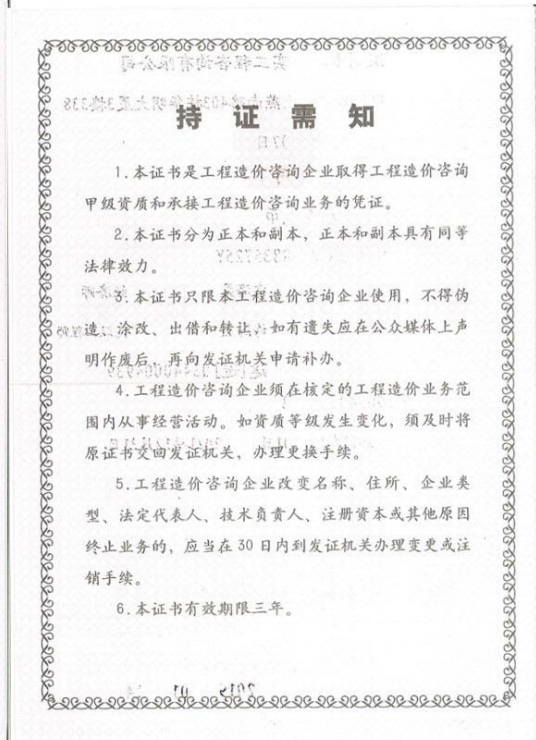 持证需知
1.本证书是工程造价咨询企业取得工程造价咨询
甲级资质和承接工程造价咨询业务的凭证。
2.本证书分为正本和副本，正本和副本具有同等
法律效力。
3.本证书只限本工程造价咨询企业使用，不得伪
造、涂改、出借和转让，如有遗失应在公众媒体上声
明作废后，再向发证机关申请补办。
4.工程造价咨询企业须在核定的工程造价业务范
围内从事经营活动。如资质等级发生变化，须及时将
原证书交回发证机关，办理更换手续。
5.工程造价咨询企业改变名称、住所、企业类
型、法定代表人、技术负责人、注册资本或其他原因
终止业务的，应当在30日内到发证机关办理变更或注
销手续。
6.本证书有效期限三年。